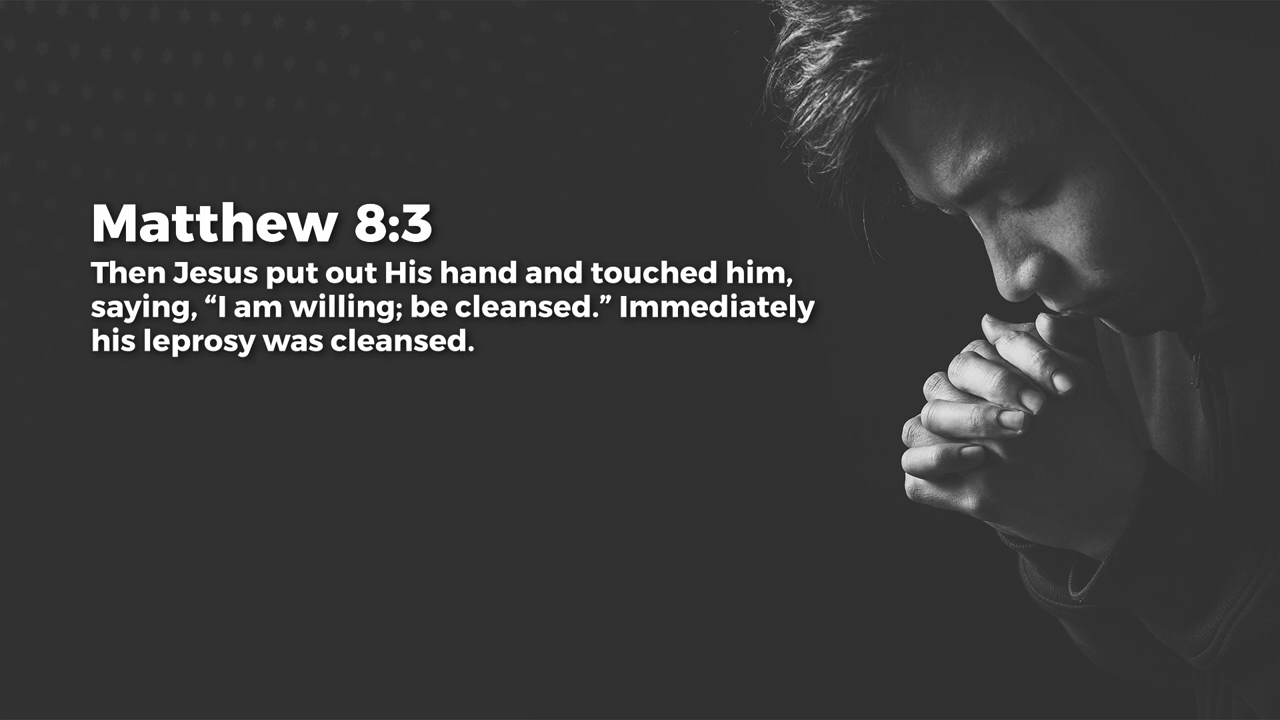 Matthew 8:3
Then Jesus put out His hand and touched him,
saying, “I am willing; be cleansed.” Immediately
his leprosy was cleansed.